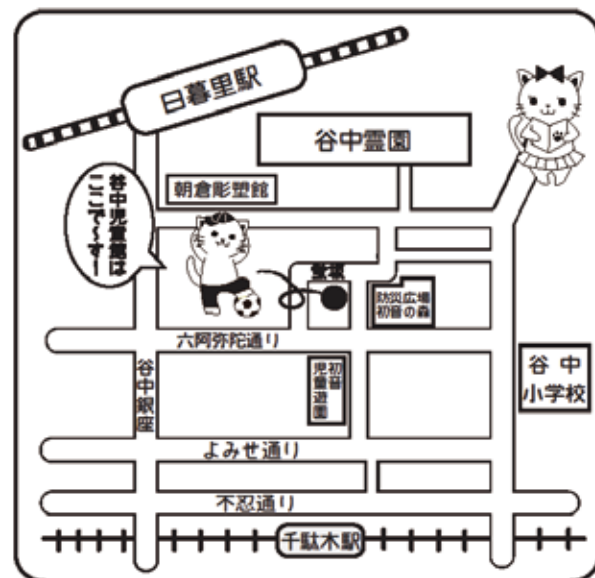 日暮里駅
谷中霊園
朝倉彫塑館
谷中児童館は
ここで〜す!
蛍坂
防災広場
初音の森
六阿弥陀通り
初音
児童遊園
谷中銀座
谷中
小学校
よみせ通り
不忍通り
千駄木駅